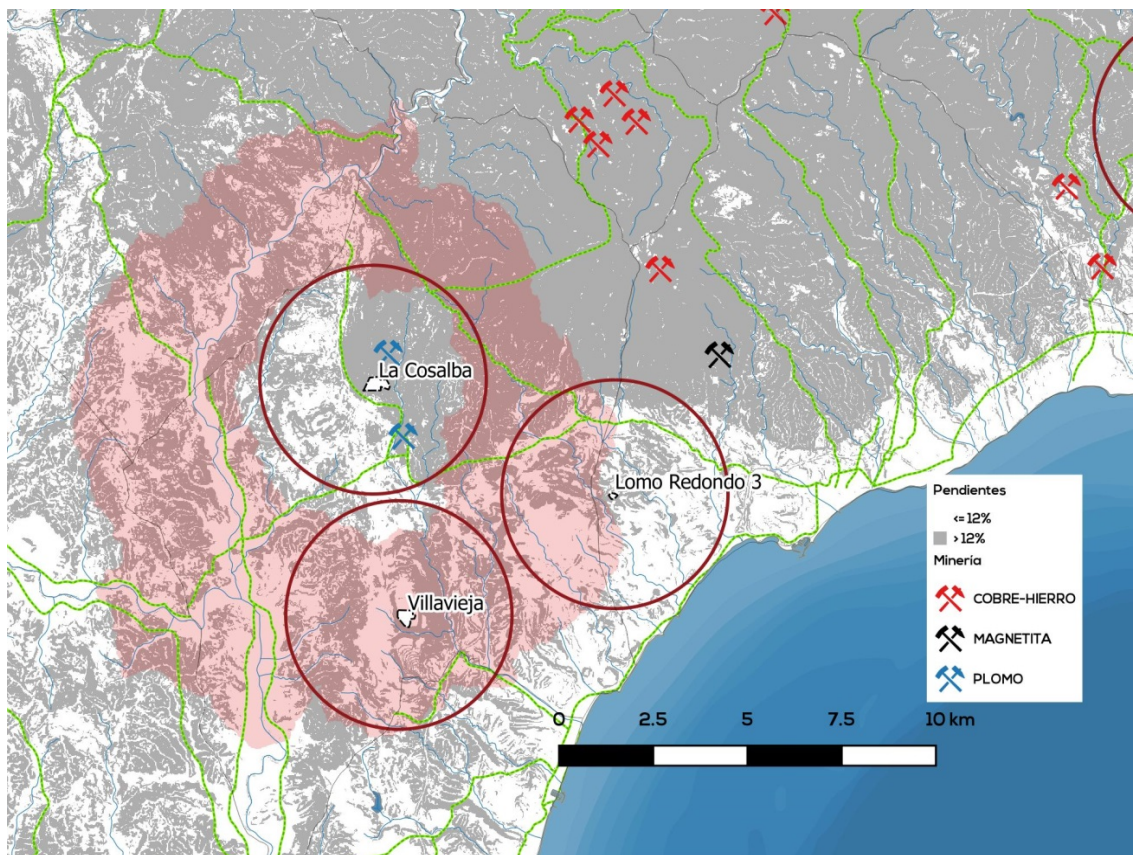 La Cosalba
Lomo Redondo 3
Villavieja
Pendientes
<= 12%
> 12%
Minería
COBRE-HIERRO
MAGNETITA
PLOMO
0 2.5 5 7.5 10 km